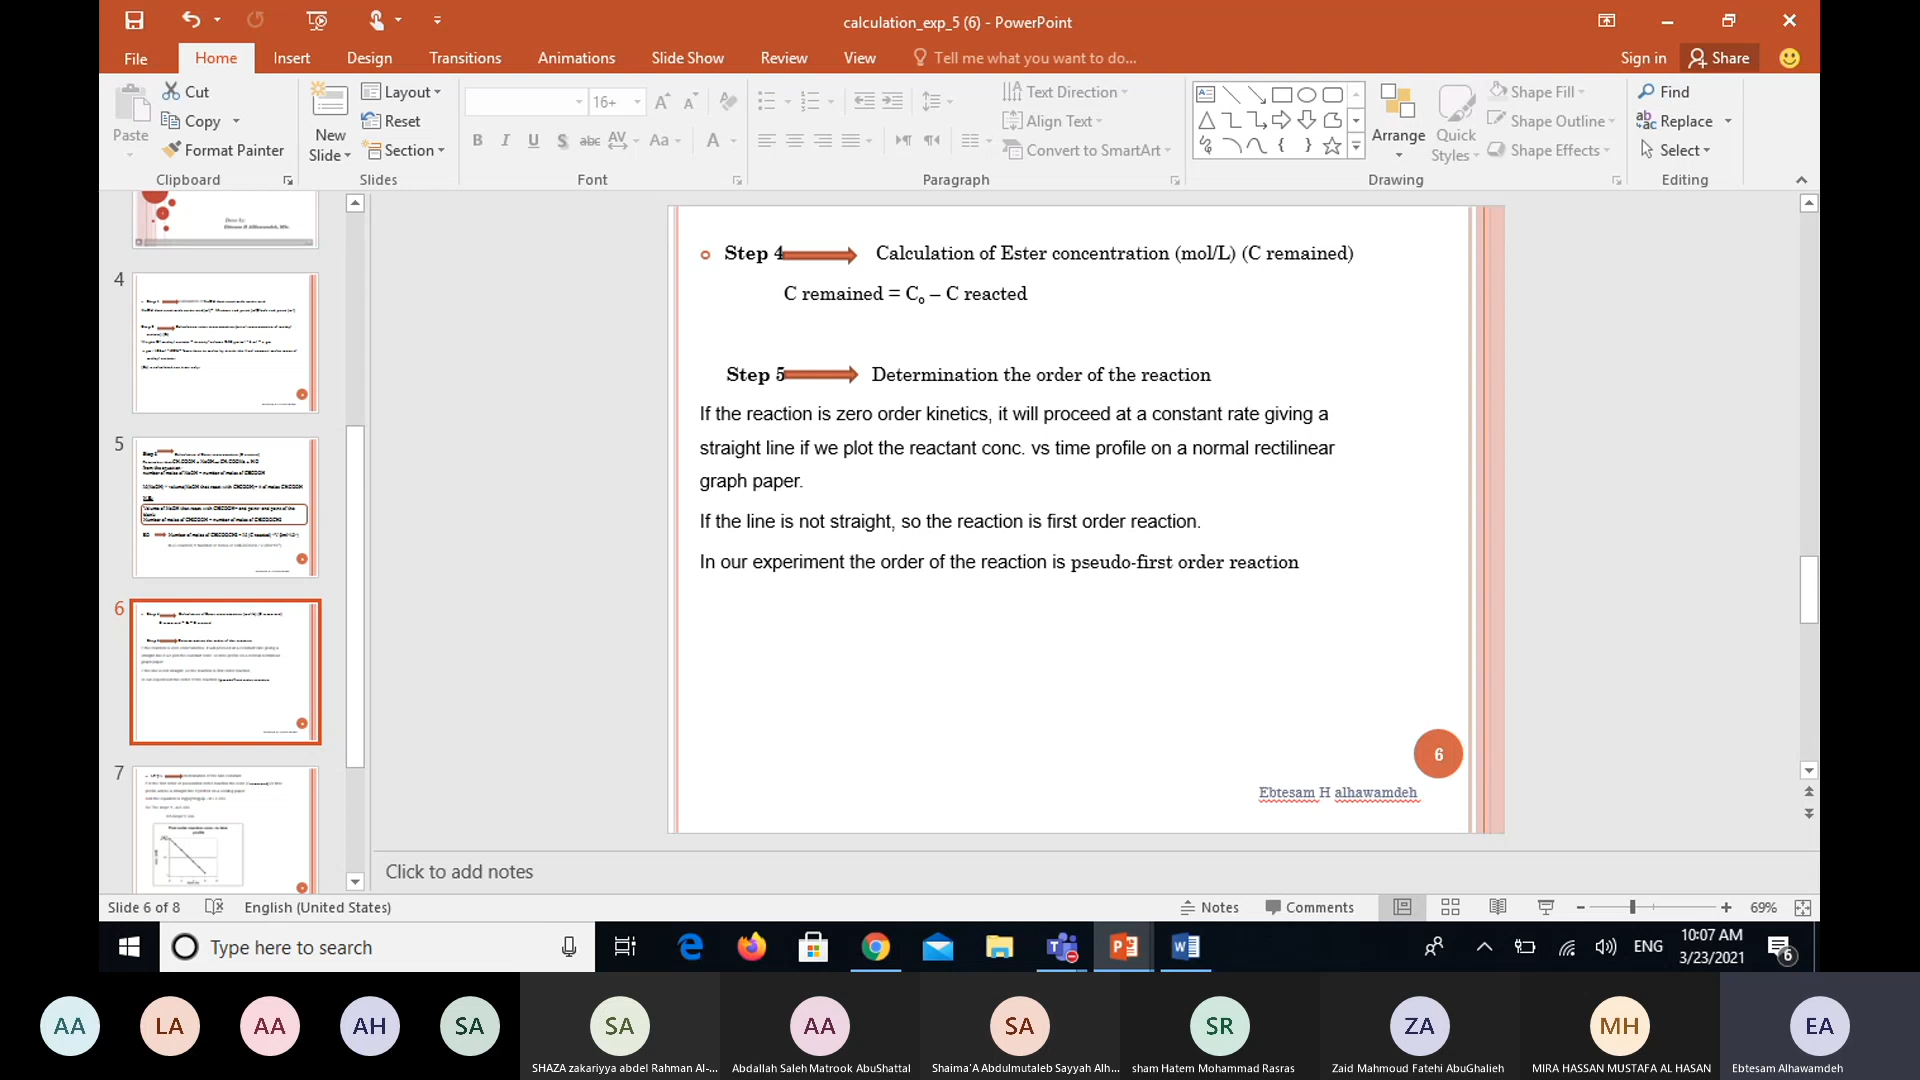 calculation_exp_5 (6) - PowerPoint
File Home Insert Design Transitions Animations Slide Show Review View Tell me what you want to do... Sign in Share
Paste
Cut
Copy
Format Painter
Clipboard
New Slide
Layout
Reset
Section
Slides
16+
B I U S abc AV Aa A
Font
Text Direction
Align Text
Convert to SmartArt
Paragraph
Arrange
Quick Styles
Shape Fill
Shape Outline
Shape Effects
Drawing
Find
Replace
Select
Editing
4
5
6
7
Step 4 Calculation of Ester concentration (mol/L) (C remained)
C remained = C₀ – C reacted
Step 5 Determination the order of the reaction
If the reaction is zero order kinetics, it will proceed at a constant rate giving a
straight line if we plot the reactant conc. vs time profile on a normal rectilinear
graph paper.
If the line is not straight, so the reaction is first order reaction.
In our experiment the order of the reaction is pseudo-first order reaction
6
Ebtesam H alhawamdeh
Click to add notes
Slide 6 of 8 English (United States) Notes Comments 69%
Type here to search
ENG
10:07 AM
3/23/2021
6
AA LA AA AH SA SA AA SA SR ZA MH EA
SHAZA zakariyya abdel Rahman Al-... Abdallah Saleh Matrook AbuShattal Shaima'A Abdulmutaleb Sayyah Alh... sham Hatem Mohammad Rasras Zaid Mahmoud Fatehi AbuGhalieh MIRA HASSAN MUSTAFA AL HASAN Ebtesam Alhawamdeh